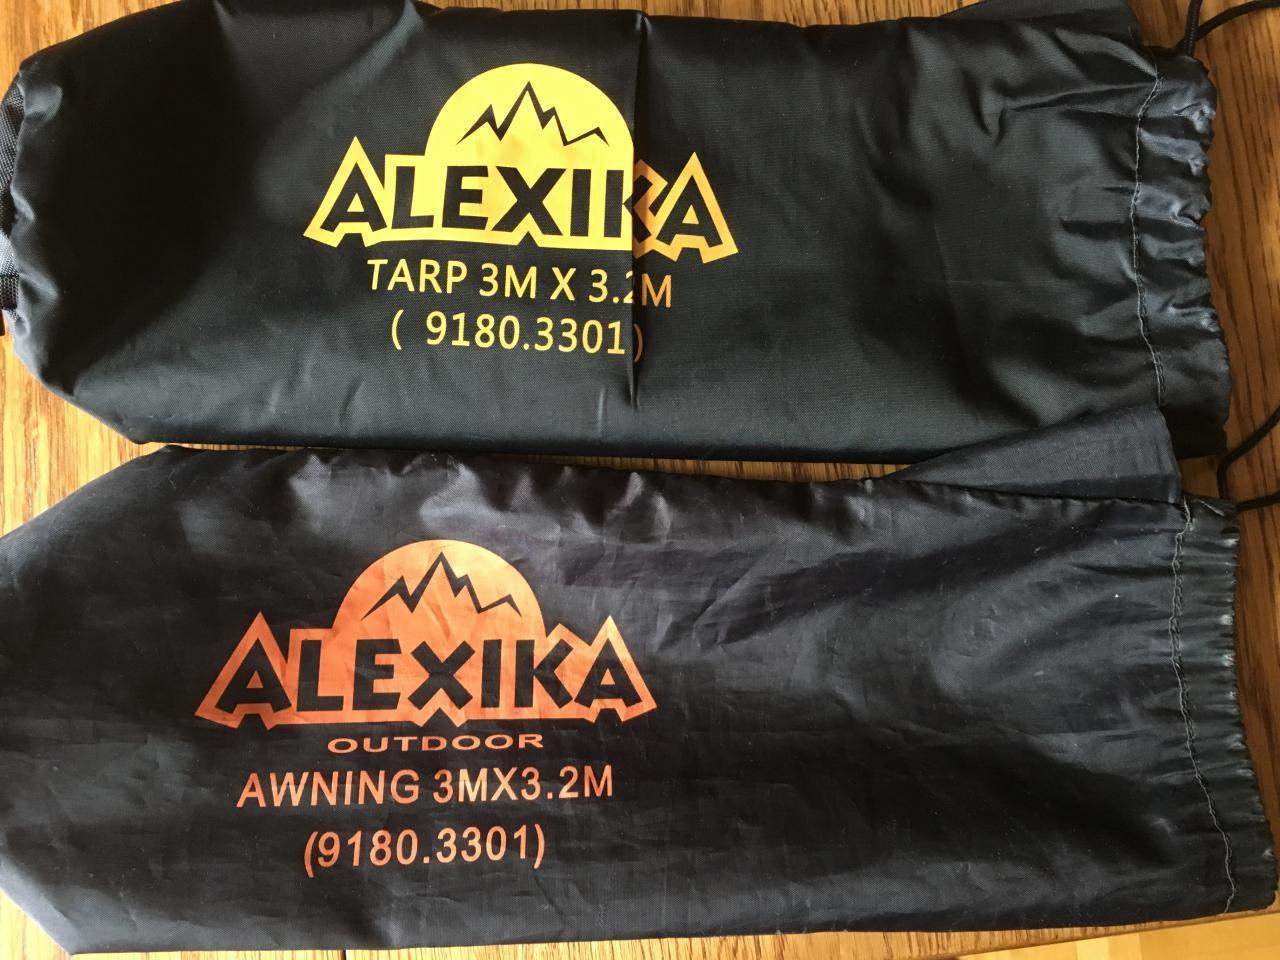 ALEXIKA
TARP 3M X 3.2M
( 9180.3301)
ALEXIKA
OUTDOOR
AWNING 3MX3.2M
(9180.3301)